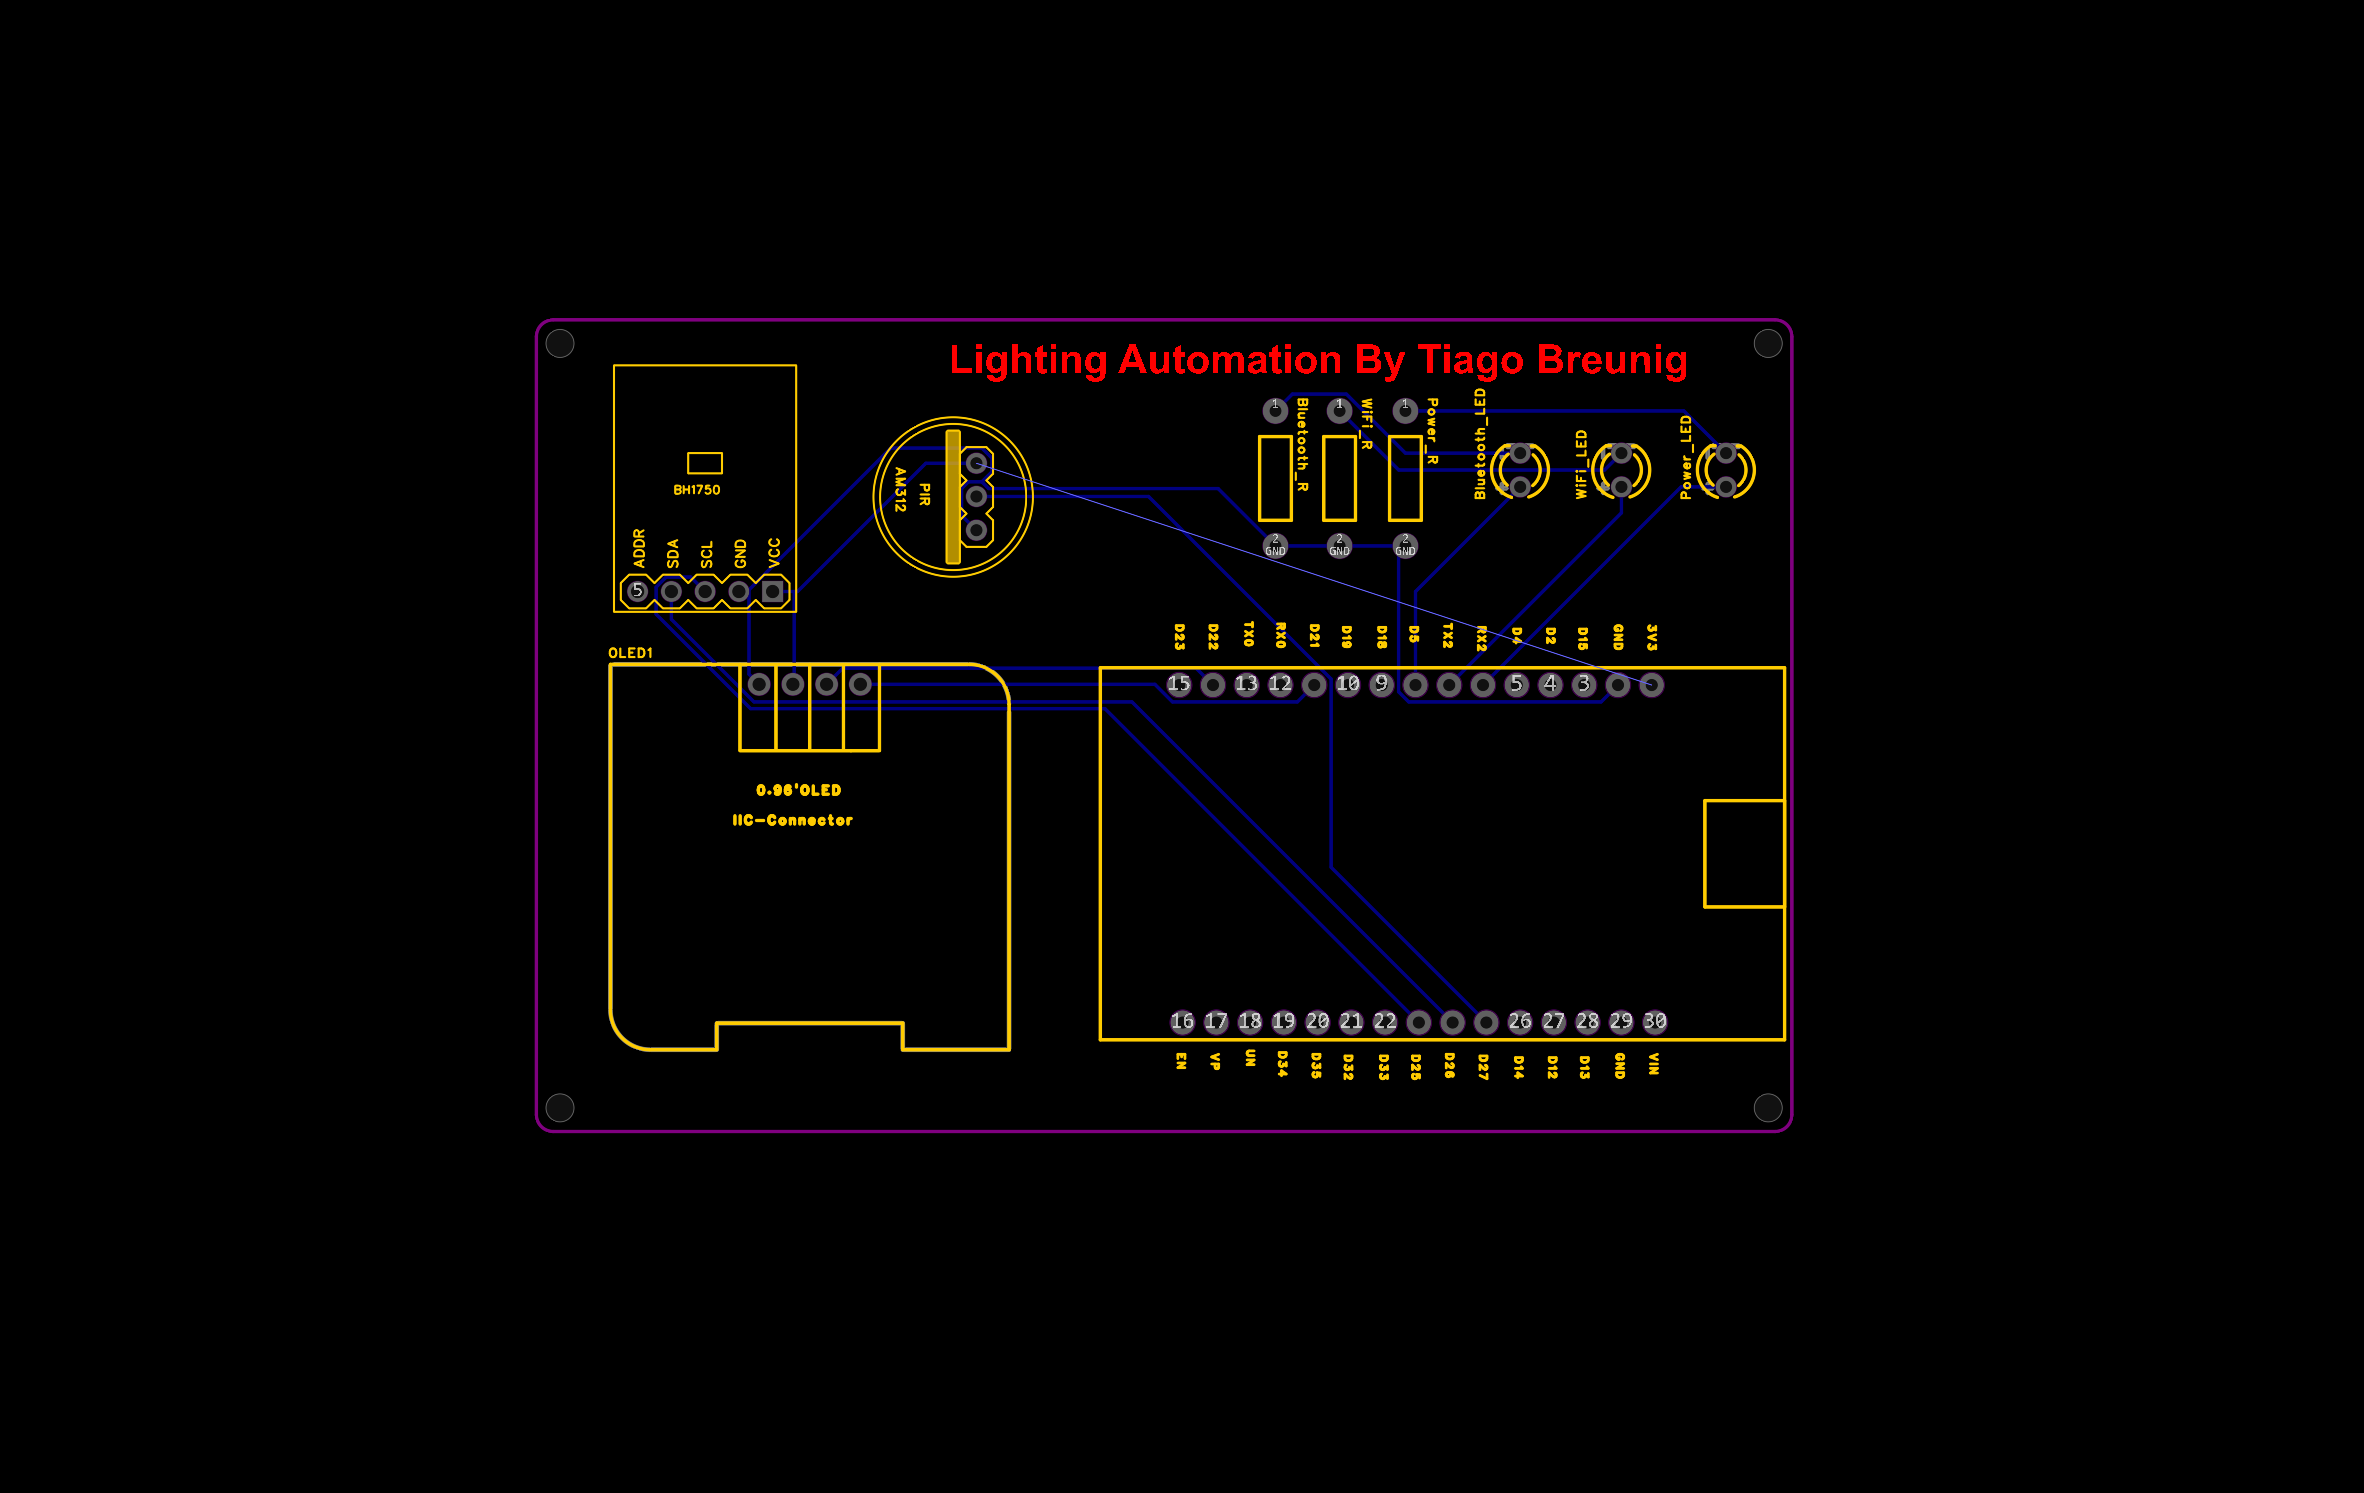 Lighting Automation By Tiago Breunig
1
1
1
Bluetooth_R
WiFi_R
Power_R
Bluetooth_LED
WiFi_LED
Power_LED
BH1750
AM312
PIR
2
GND
2
GND
2
GND
ADDR
SDA
SCL
GND
VCC
5
OLED1
D23
D22
TX0
RX0
D21
D19
D18
D5
TX2
RX2
D4
D2
D15
GND
3V3
15
13
12
10
9
5
4
3
0.96'OLED
IIC-Connector
16
17
18
19
20
21
22
26
27
28
29
30
EN
VP
UN
D34
D35
D32
D33
D25
D26
D27
D14
D12
D13
GND
VIN